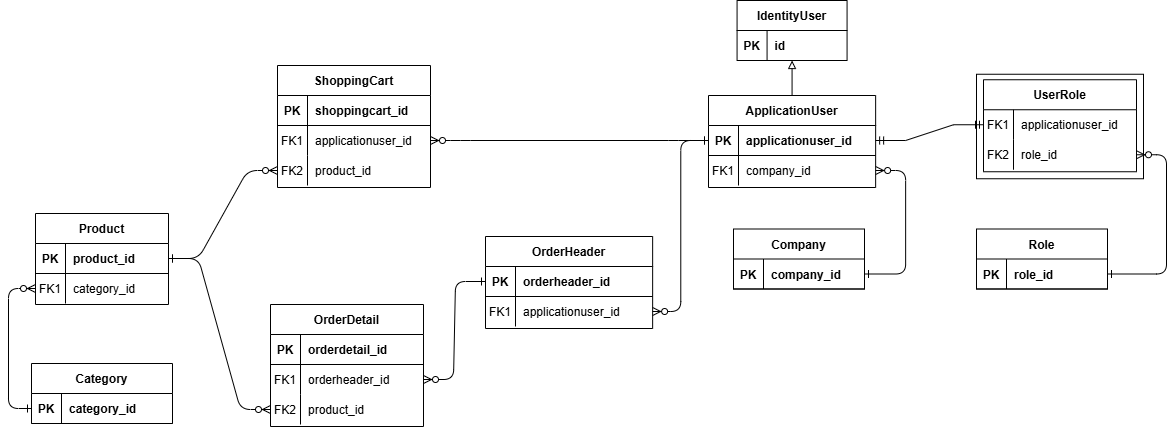 IdentityUser
PK id
ShoppingCart
PK shoppingcart_id
FK1 applicationuser_id
FK2 product_id
ApplicationUser
PK applicationuser_id
FK1 company_id
UserRole
FK1 applicationuser_id
FK2 role_id
Product
PK product_id
FK1 category_id
OrderHeader
PK orderheader_id
FK1 applicationuser_id
Company
PK company_id
Role
PK role_id
OrderDetail
PK orderdetail_id
FK1 orderheader_id
FK2 product_id
Category
PK category_id